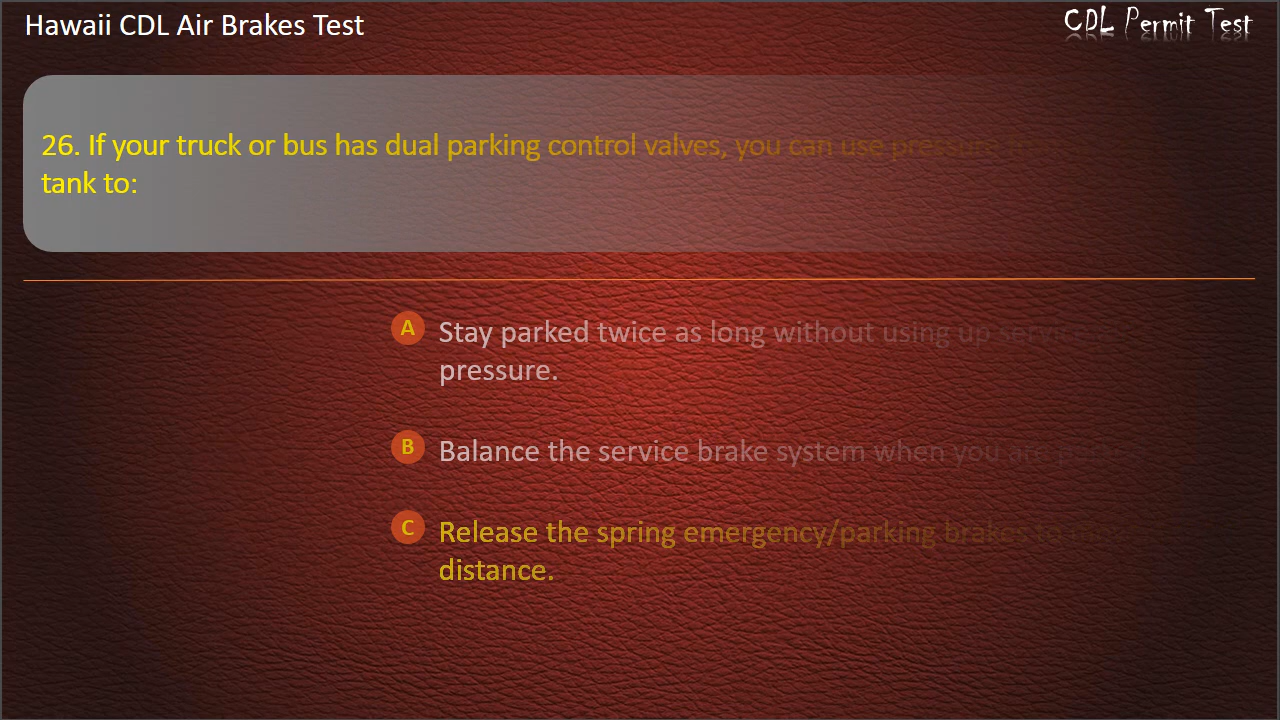 Hawaii CDL Air Brakes Test
CDL Permit Test
26. If your truck or bus has dual parking control valves, you can use pressure
tank to:
A Stay parked twice as long without using up
pressure.
B Balance the service brake system when you are
C Release the spring emergency/parking brakes to
distance.